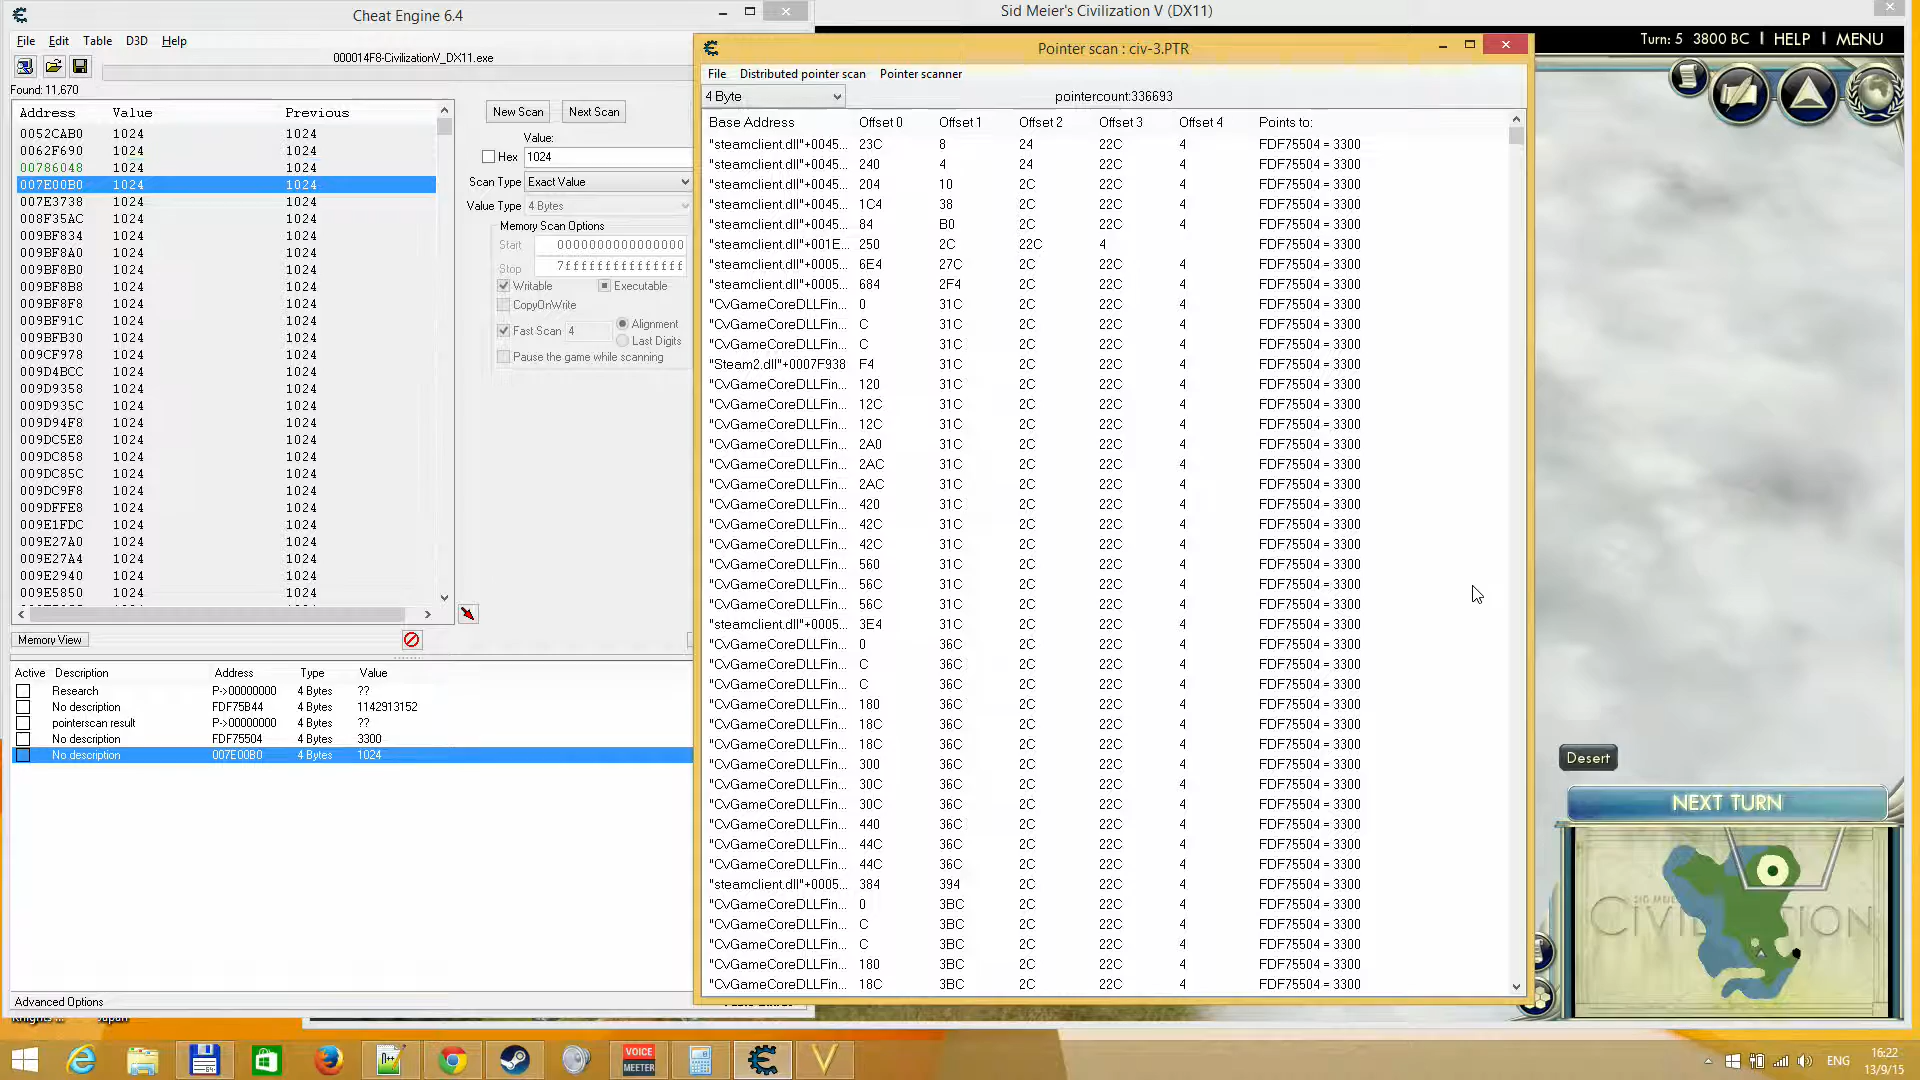 Cheat Engine 6.4
File Edit Table D3D Help
000014F8-CivilizationV_DX11.exe
Found: 11,670
Address Value Previous
0052CAB0 1024 1024
0062F690 1024 1024
00786048 1024 1024
007E00B0 1024 1024
007E3738 1024 1024
008F35AC 1024 1024
009BF834 1024 1024
009BF8A0 1024 1024
009BF8B0 1024 1024
009BF8B8 1024 1024
009BF8F8 1024 1024
009BF91C 1024 1024
009BFB30 1024 1024
009CF978 1024 1024
009D4BCC 1024 1024
009D9358 1024 1024
009D935C 1024 1024
009D94F8 1024 1024
009DC5E8 1024 1024
009DC858 1024 1024
009DC85C 1024 1024
009DC9F8 1024 1024
009DFFE8 1024 1024
009E1FDC 1024 1024
009E27A0 1024 1024
009E27A4 1024 1024
009E2940 1024 1024
009E5850 1024 1024
New Scan Next Scan
Value:
Hex 1024
Scan Type Exact Value
Value Type 4 Bytes
Memory Scan Options
Start 0000000000000000
Stop 7fffffffffffffff
Writable Executable
CopyOnWrite
Fast Scan 4 Alignment
Last Digits
Pause the game while scanning
Memory View
Active Description Address Type Value
Research P->00000000 4 Bytes ??
No description FDF75B44 4 Bytes 1142913152
pointerscan result P->00000000 4 Bytes ??
No description FDF75504 4 Bytes 3300
No description 007E00B0 4 Bytes 1024
Advanced Options
Pointer scan : civ-3.PTR
File Distributed pointer scan Pointer scanner
4 Byte pointercount:336693
Base Address Offset 0 Offset 1 Offset 2 Offset 3 Offset 4 Points to:
"steamclient.dll"+0045... 23C 8 24 22C 4 FDF75504 = 3300
"steamclient.dll"+0045... 240 4 24 22C 4 FDF75504 = 3300
"steamclient.dll"+0045... 204 10 2C 22C 4 FDF75504 = 3300
"steamclient.dll"+0045... 1C4 38 2C 22C 4 FDF75504 = 3300
"steamclient.dll"+0045... 84 B0 2C 22C 4 FDF75504 = 3300
"steamclient.dll"+001E... 250 2C 22C 4 FDF75504 = 3300
"steamclient.dll"+0005... 6E4 27C 2C 22C 4 FDF75504 = 3300
"steamclient.dll"+0005... 684 2F4 2C 22C 4 FDF75504 = 3300
"CvGameCoreDLLFin... 0 31C 2C 22C 4 FDF75504 = 3300
"CvGameCoreDLLFin... C 31C 2C 22C 4 FDF75504 = 3300
"CvGameCoreDLLFin... C 31C 2C 22C 4 FDF75504 = 3300
"Steam2.dll"+0007F938 F4 31C 2C 22C 4 FDF75504 = 3300
"CvGameCoreDLLFin... 120 31C 2C 22C 4 FDF75504 = 3300
"CvGameCoreDLLFin... 12C 31C 2C 22C 4 FDF75504 = 3300
"CvGameCoreDLLFin... 12C 31C 2C 22C 4 FDF75504 = 3300
"CvGameCoreDLLFin... 2A0 31C 2C 22C 4 FDF75504 = 3300
"CvGameCoreDLLFin... 2AC 31C 2C 22C 4 FDF75504 = 3300
"CvGameCoreDLLFin... 2AC 31C 2C 22C 4 FDF75504 = 3300
"CvGameCoreDLLFin... 420 31C 2C 22C 4 FDF75504 = 3300
"CvGameCoreDLLFin... 42C 31C 2C 22C 4 FDF75504 = 3300
"CvGameCoreDLLFin... 42C 31C 2C 22C 4 FDF75504 = 3300
"CvGameCoreDLLFin... 560 31C 2C 22C 4 FDF75504 = 3300
"CvGameCoreDLLFin... 56C 31C 2C 22C 4 FDF75504 = 3300
"CvGameCoreDLLFin... 56C 31C 2C 22C 4 FDF75504 = 3300
"steamclient.dll"+0005... 3E4 31C 2C 22C 4 FDF75504 = 3300
"CvGameCoreDLLFin... 0 36C 2C 22C 4 FDF75504 = 3300
"CvGameCoreDLLFin... C 36C 2C 22C 4 FDF75504 = 3300
"CvGameCoreDLLFin... C 36C 2C 22C 4 FDF75504 = 3300
"CvGameCoreDLLFin... 180 36C 2C 22C 4 FDF75504 = 3300
"CvGameCoreDLLFin... 18C 36C 2C 22C 4 FDF75504 = 3300
"CvGameCoreDLLFin... 18C 36C 2C 22C 4 FDF75504 = 3300
"CvGameCoreDLLFin... 300 36C 2C 22C 4 FDF75504 = 3300
"CvGameCoreDLLFin... 30C 36C 2C 22C 4 FDF75504 = 3300
"CvGameCoreDLLFin... 30C 36C 2C 22C 4 FDF75504 = 3300
"CvGameCoreDLLFin... 440 36C 2C 22C 4 FDF75504 = 3300
"CvGameCoreDLLFin... 44C 36C 2C 22C 4 FDF75504 = 3300
"CvGameCoreDLLFin... 44C 36C 2C 22C 4 FDF75504 = 3300
"steamclient.dll"+0005... 384 394 2C 22C 4 FDF75504 = 3300
"CvGameCoreDLLFin... 0 3BC 2C 22C 4 FDF75504 = 3300
"CvGameCoreDLLFin... C 3BC 2C 22C 4 FDF75504 = 3300
"CvGameCoreDLLFin... C 3BC 2C 22C 4 FDF75504 = 3300
"CvGameCoreDLLFin... 180 3BC 2C 22C 4 FDF75504 = 3300
"CvGameCoreDLLFin... 18C 3BC 2C 22C 4 FDF75504 = 3300
Sid Meier's Civilization V (DX11)
Turn: 5 3800 BC HELP MENU
Desert
NEXT TURN
VOICE
MEETER
ENG
16:22
13/9/15